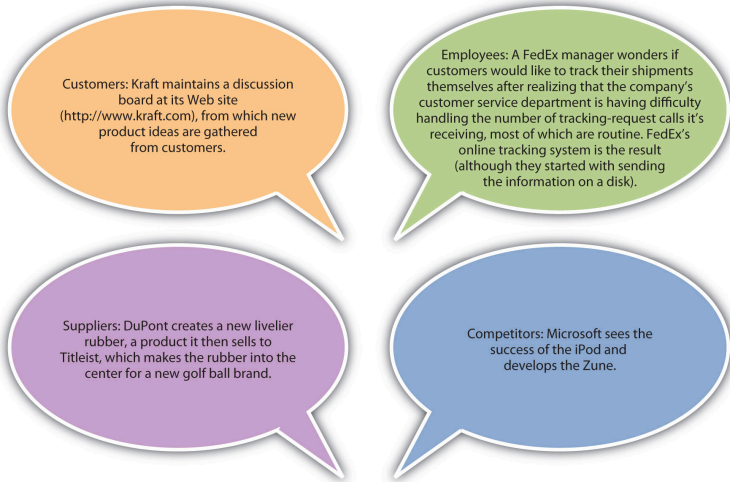 Customers: Kraft maintains a discussion
board at its Web site
(http://www.kraft.com), from which new
product ideas are gathered
from customers.
Employees: A FedEx manager wonders if
customers would like to track their shipments
themselves after realizing that the company's
customer service department is having difficulty
handling the number of tracking-request calls it's
receiving, most of which are routine. FedEx's
online tracking system is the result
(although they started with sending
the information on a disk).
Suppliers: DuPont creates a new livelier
rubber, a product it then sells to
Titleist, which makes the rubber into the
center for a new golf ball brand.
Competitors: Microsoft sees the
success of the iPod and
develops the Zune.